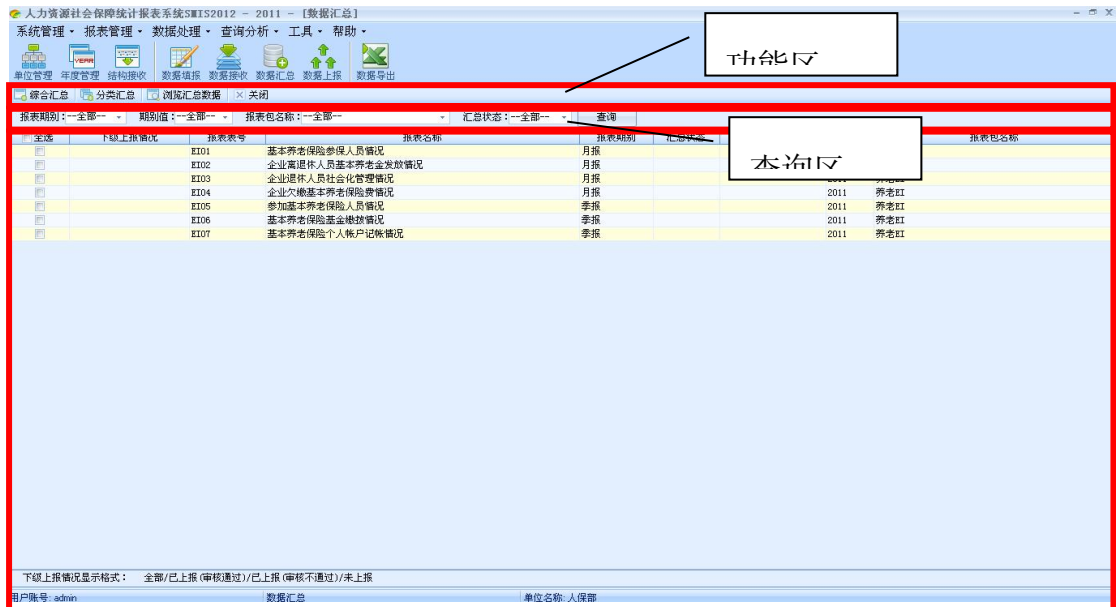 人力资源社会保障统计报表系统SMIS2012 - 2011 - [数据汇总]
系统管理 报表管理 数据处理 查询分析 工具 帮助
单位管理 年度管理 结构接收 数据填报 数据接收 数据汇总 数据上报 数据导出
功能区
综合汇总 分类汇总 浏览汇总数据 关闭
报表期别：--全部-- 期别值：--全部-- 报表包名称：--全部-- 汇总状态：--全部-- 查询
全选 下级上报情况 报表表号 报表名称 报表期别 汇总状态 报表包名称
查询区
EI01 基本养老保险参保人员情况 月报
EI02 企业离退休人员基本养老金发放情况 月报
EI03 企业退休人员社会化管理情况 月报 2011 养老EI
EI04 企业欠缴基本养老保险费情况 月报 2011 养老EI
EI05 参加基本养老保险人员情况 季报 2011 养老EI
EI06 基本养老保险基金缴拨情况 季报 2011 养老EI
EI07 基本养老保险个人帐户记帐情况 季报 2011 养老EI
下级上报情况显示格式： 全部/已上报(审核通过)/已上报(审核不通过)/未上报
用户账号: admin 数据汇总 单位名称: 人保部